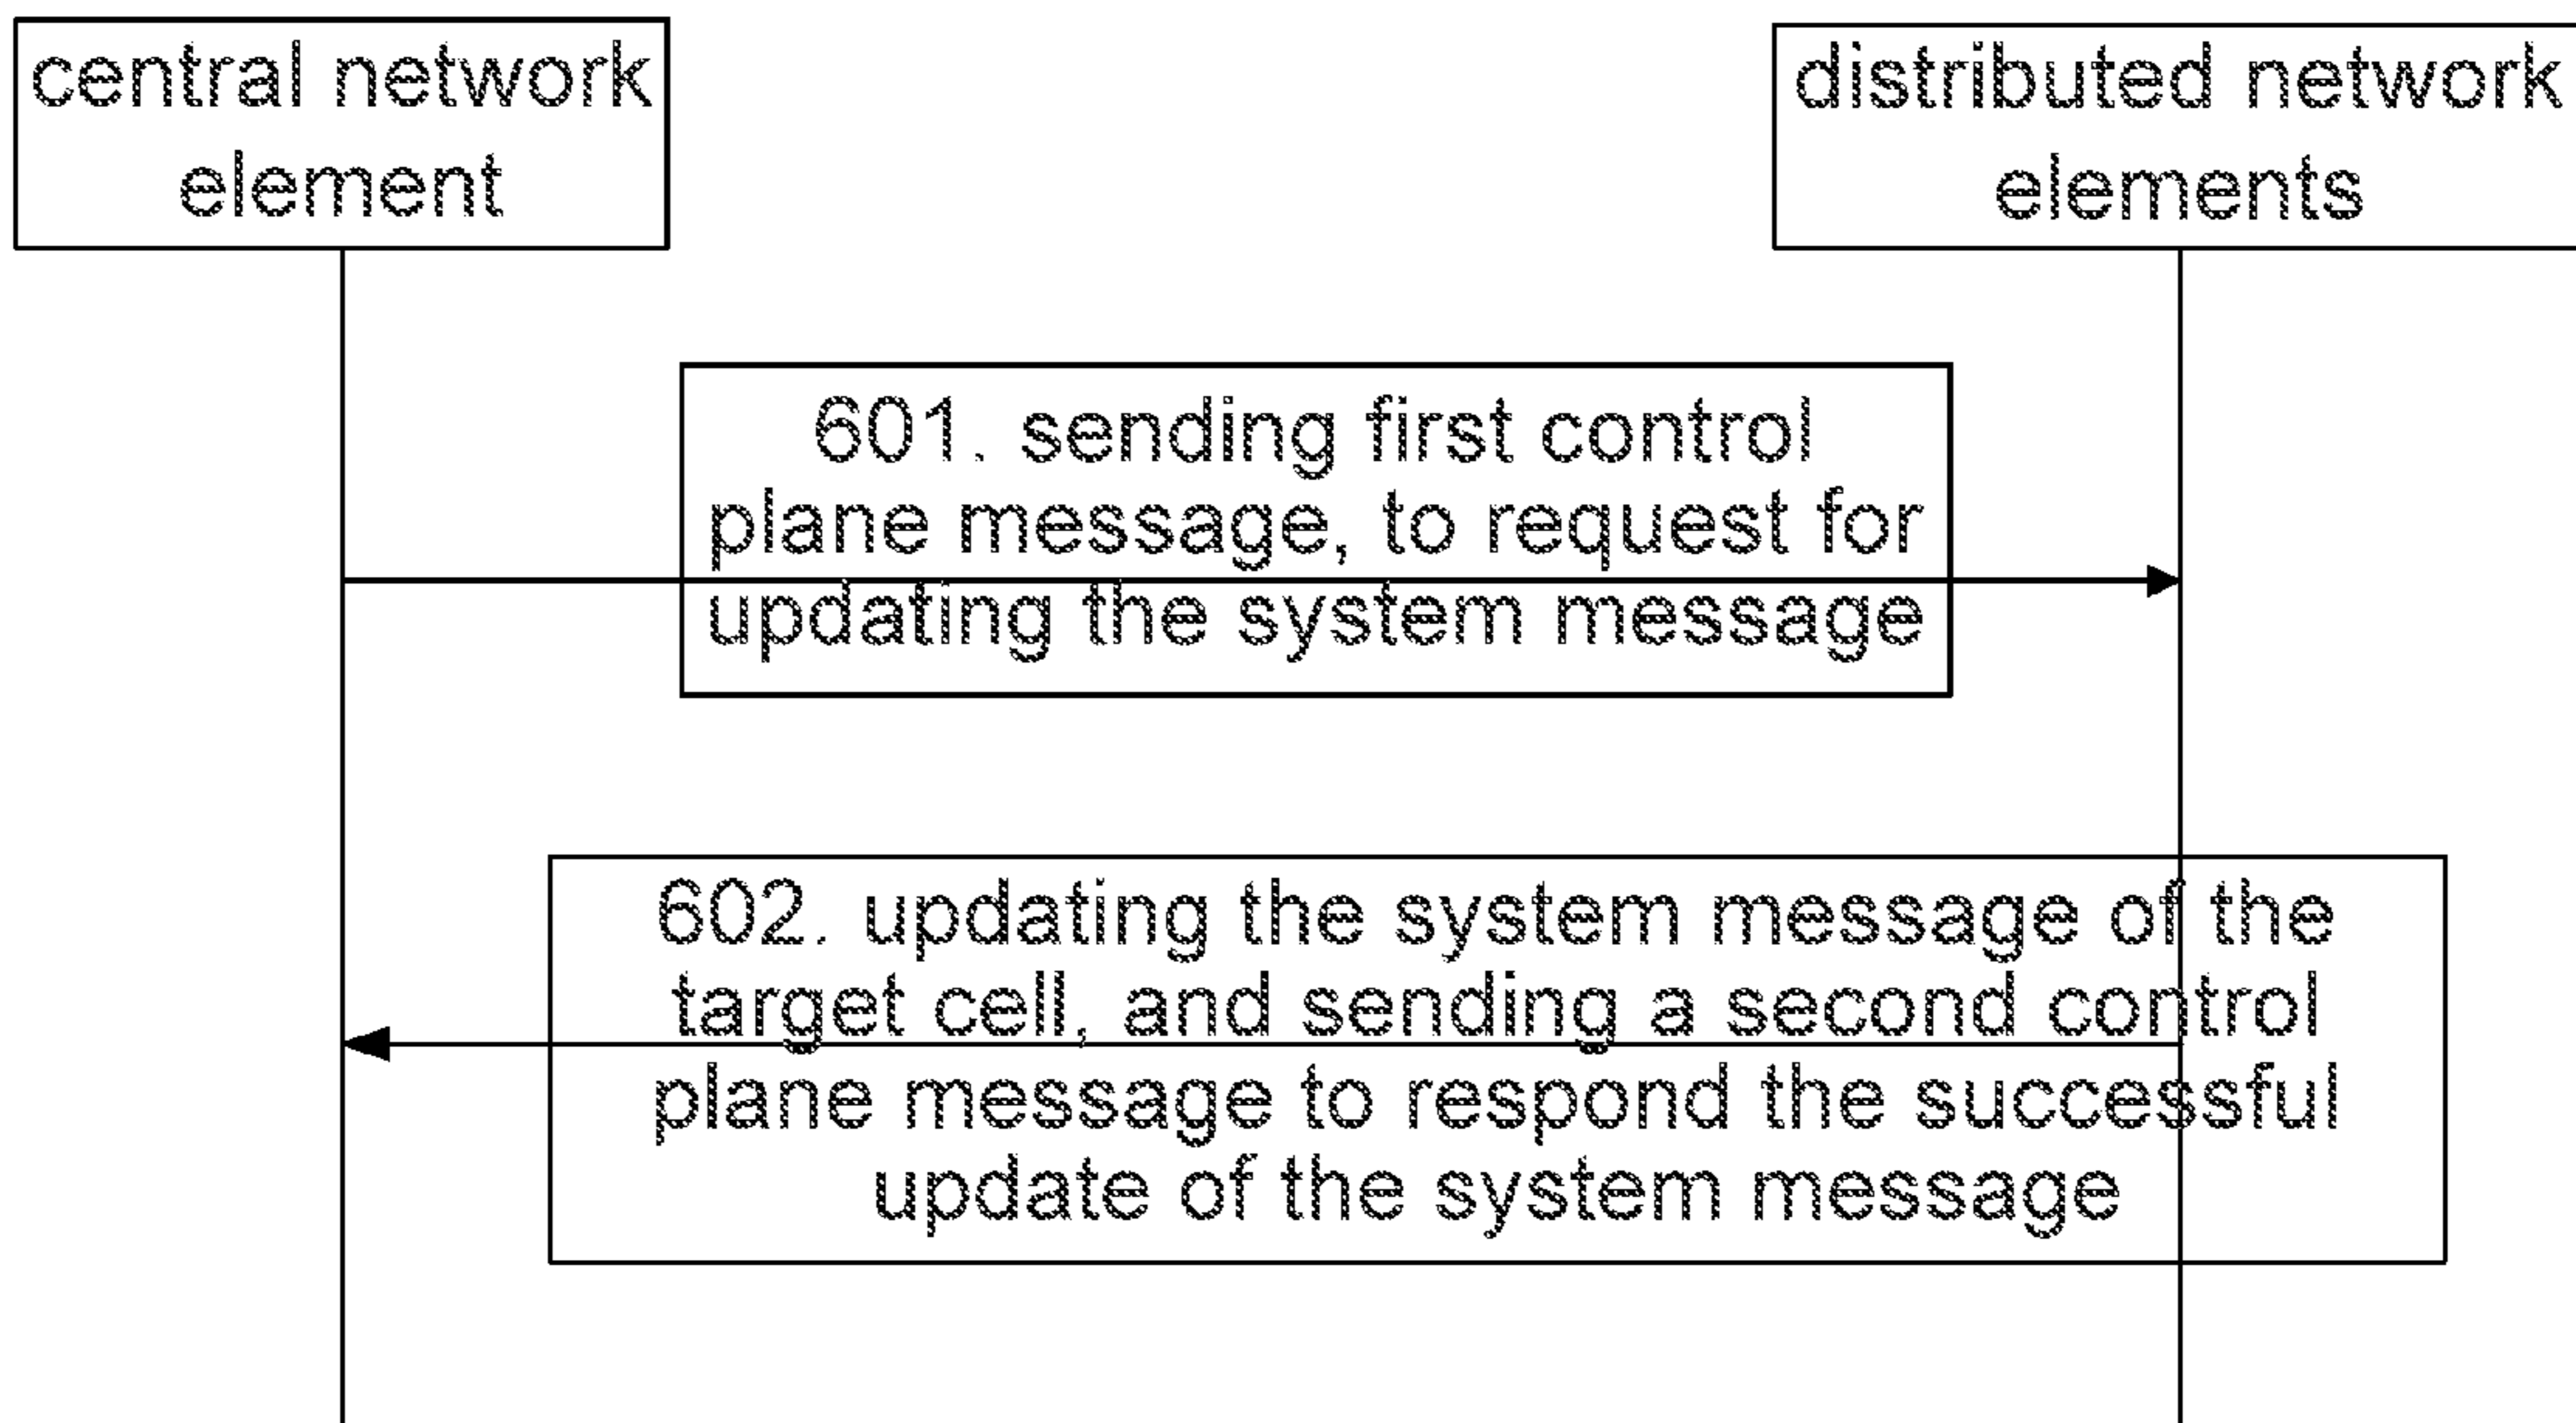 central network
element
distributed network
elements
601. sending first control
plane message, to request for
updating the system message
602. updating the system message of the
target cell, and sending a second control
plane message to respond the successful
update of the system message